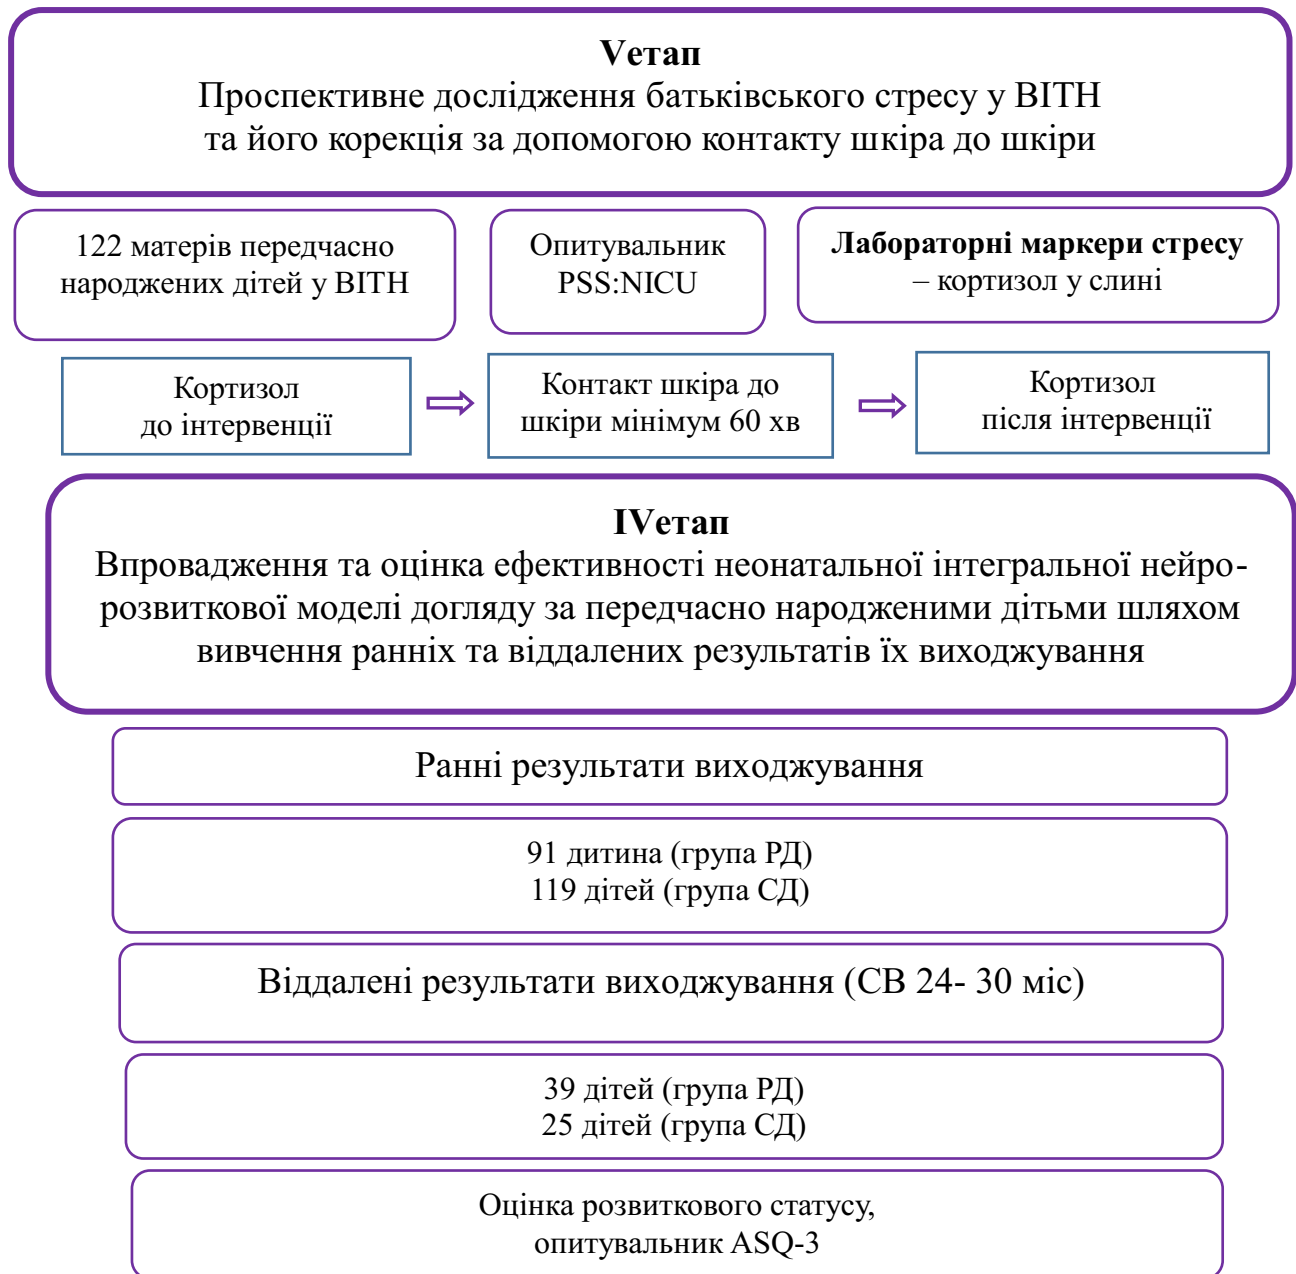 Vетап
Проспективне дослідження батьківського стресу у ВІТН
та його корекція за допомогою контакту шкіра до шкіри
122 матерів передчасно
народжених дітей у ВІТН
Опитувальник
PSS:NICU
Лабораторні маркери стресу
– кортизол у слині
Кортизол
до інтервенції
Контакт шкіра до
шкіри мінімум 60 хв
Кортизол
після інтервенції
IVетап
Впровадження та оцінка ефективності неонатальної інтегральної нейро-
розвиткової моделі догляду за передчасно народженими дітьми шляхом
вивчення ранніх та віддалених результатів їх виходжування
Ранні результати виходжування
91 дитина (група РД)
119 дітей (група СД)
Віддалені результати виходжування (СВ 24- 30 міс)
39 дітей (група РД)
25 дітей (група СД)
Оцінка розвиткового статусу,
опитувальник ASQ-3